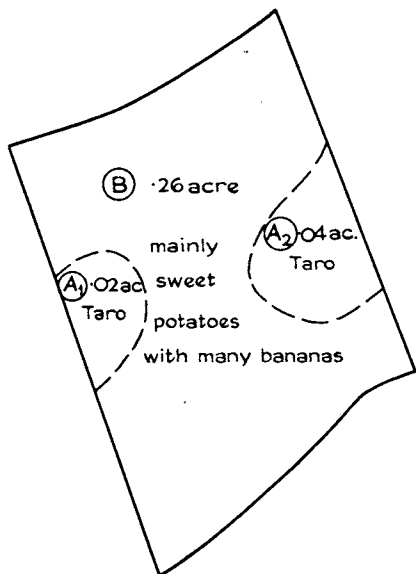 B ·26 acre
mainly
sweet
potatoes
with many bananas
A₁ ·02 ac.
Taro
A₂ ·04 ac.
Taro